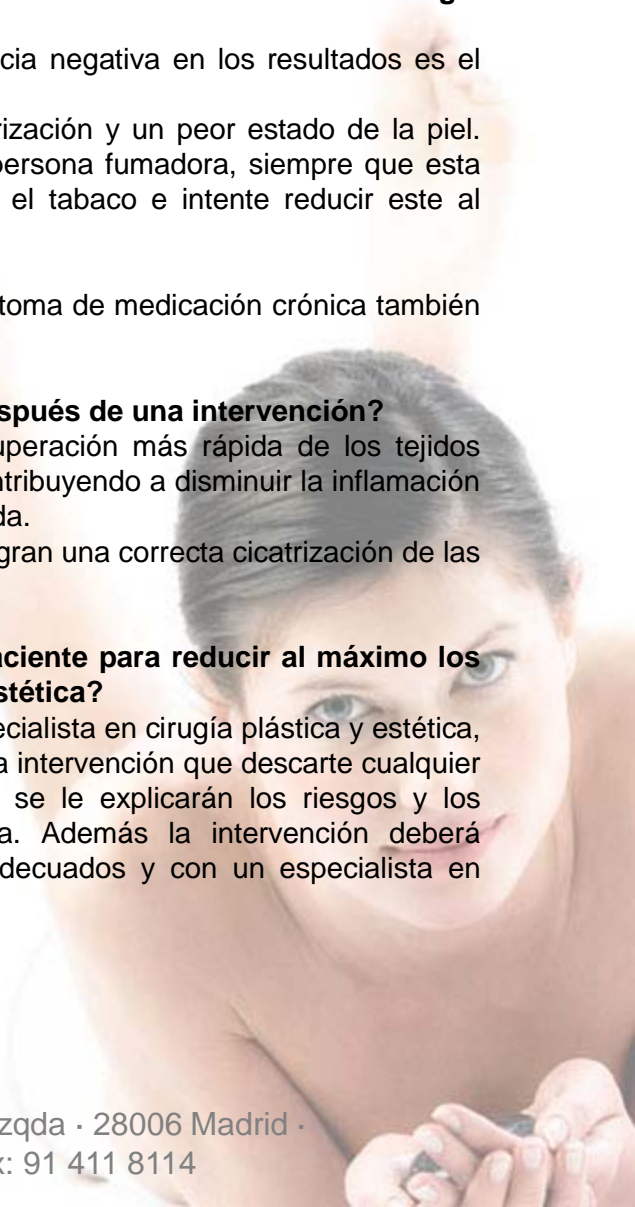 cia negativa en los resultados es el
rización y un peor estado de la piel.
persona fumadora, siempre que esta
el tabaco e intente reducir este al
toma de medicación crónica también
spués de una intervención?
uperación más rápida de los tejidos
ntribuyendo a disminuir la inflamación
da.
gran una correcta cicatrización de las
aciente para reducir al máximo los
stética?
ecialista en cirugía plástica y estética,
a intervención que descarte cualquier
se le explicarán los riesgos y los
a. Además la intervención deberá
decuados y con un especialista en
zqda · 28006 Madrid ·
x: 91 411 8114